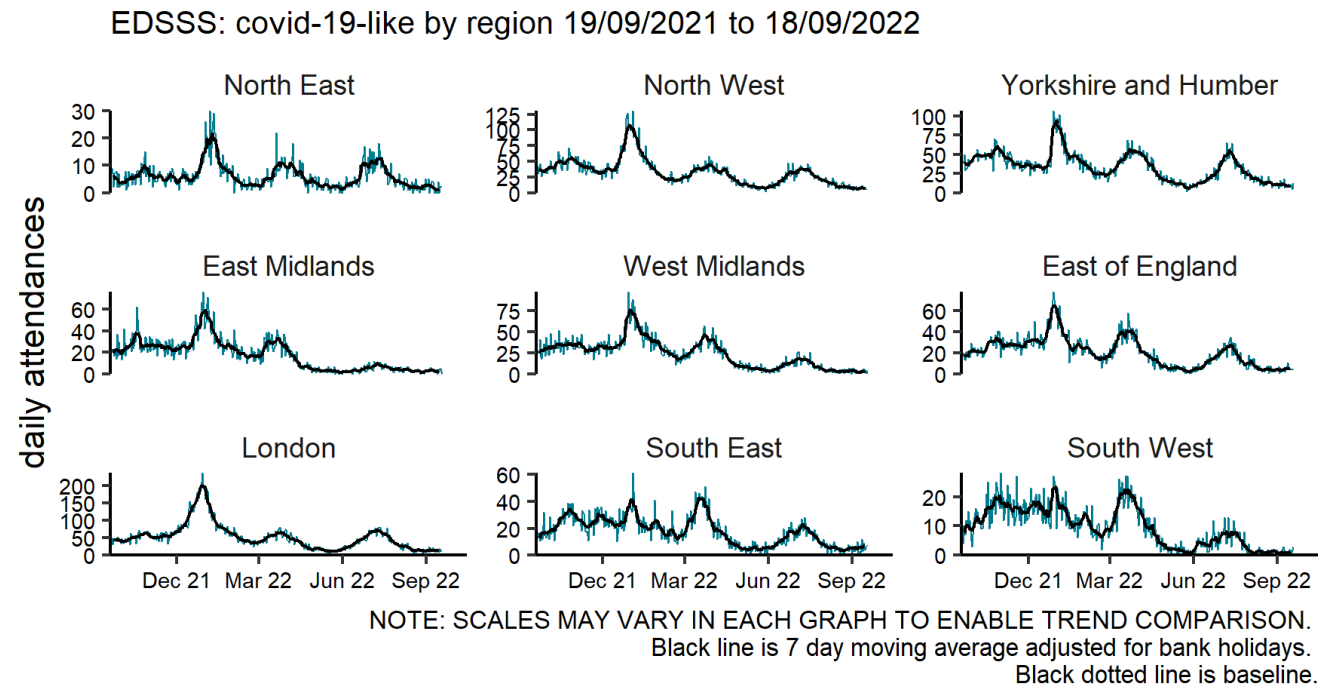 EDSSS: covid-19-like by region 19/09/2021 to 18/09/2022
daily attendances
North East
30
20
10
0
North West
125
100
75
50
25
0
Yorkshire and Humber
100
75
50
25
0
East Midlands
60
40
20
0
West Midlands
75
50
25
0
East of England
60
40
20
0
London
200
150
100
50
0
Dec 21 Mar 22 Jun 22 Sep 22
South East
60
40
20
0
Dec 21 Mar 22 Jun 22 Sep 22
South West
20
10
0
Dec 21 Mar 22 Jun 22 Sep 22
NOTE: SCALES MAY VARY IN EACH GRAPH TO ENABLE TREND COMPARISON.
Black line is 7 day moving average adjusted for bank holidays.
Black dotted line is baseline.